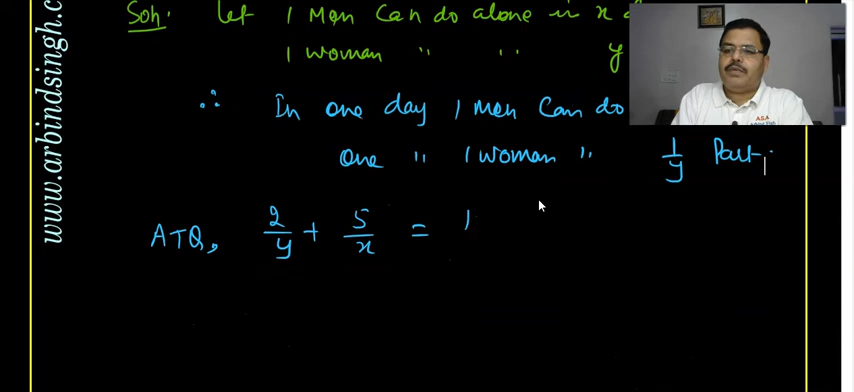 Soln. Let 1 Men Can do alone in x d
1 woman " " y
∴ In one day 1 Men Can do
one " 1 woman " 1/y Part.
ATQ, 2/y + 5/x = 1
www.arbindsingh.com
A.S.A